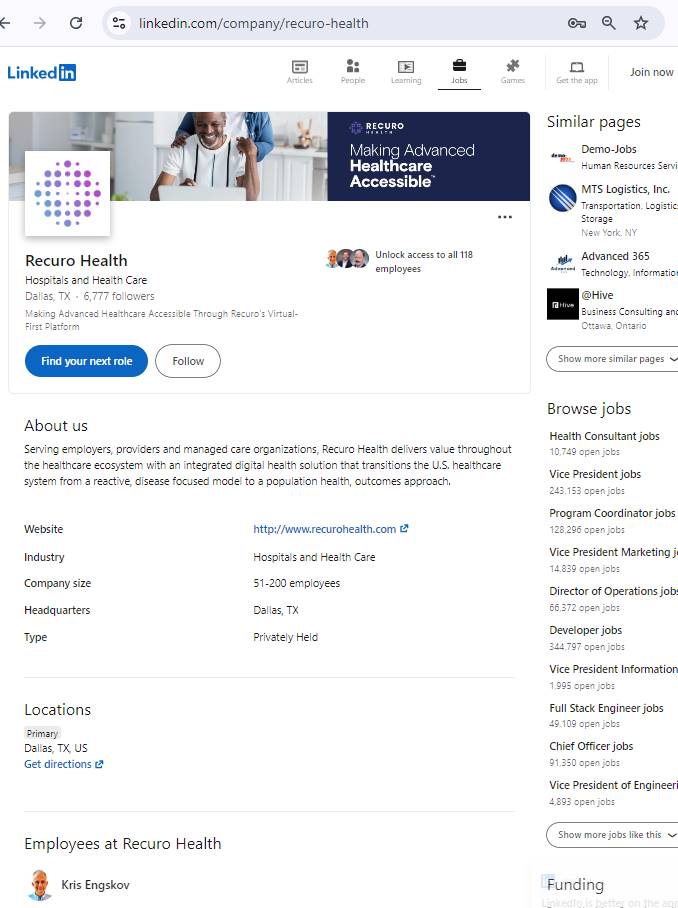 linkedin.com/company/recuro-health
LinkedIn
Articles
People
Learning
Jobs
Games
Get the app
Join now
RECURO
HEALTH
Making Advanced
Healthcare
Accessible™
Recuro Health
Hospitals and Health Care
Dallas, TX · 6,777 followers
Making Advanced Healthcare Accessible Through Recuro's Virtual-
First Platform
Unlock access to all 118
employees
Find your next role
Follow
About us
Serving employers, providers and managed care organizations, Recuro Health delivers value throughout
the healthcare ecosystem with an integrated digital health solution that transitions the U.S. healthcare
system from a reactive, disease focused model to a population health, outcomes approach.
Website
http://www.recurohealth.com
Industry
Hospitals and Health Care
Company size
51-200 employees
Headquarters
Dallas, TX
Type
Privately Held
Locations
Primary
Dallas, TX, US
Get directions
Employees at Recuro Health
Kris Engskov
Similar pages
Demo-Jobs
Human Resources Servi
MTS Logistics, Inc.
Transportation, Logistic
Storage
New York, NY
Advanced 365
Technology, Informatio
Hive
@Hive
Business Consulting and
Ottawa, Ontario
Show more similar pages
Browse jobs
Health Consultant jobs
10,749 open jobs
Vice President jobs
243,153 open jobs
Program Coordinator jobs
128,296 open jobs
Vice President Marketing j
14,839 open jobs
Director of Operations jobs
66,372 open jobs
Developer jobs
344,797 open jobs
Vice President Information
1,995 open jobs
Full Stack Engineer jobs
49,109 open jobs
Chief Officer jobs
91,350 open jobs
Vice President of Engineeri
4,893 open jobs
Show more jobs like this
Funding
LinkedIn is better on the app